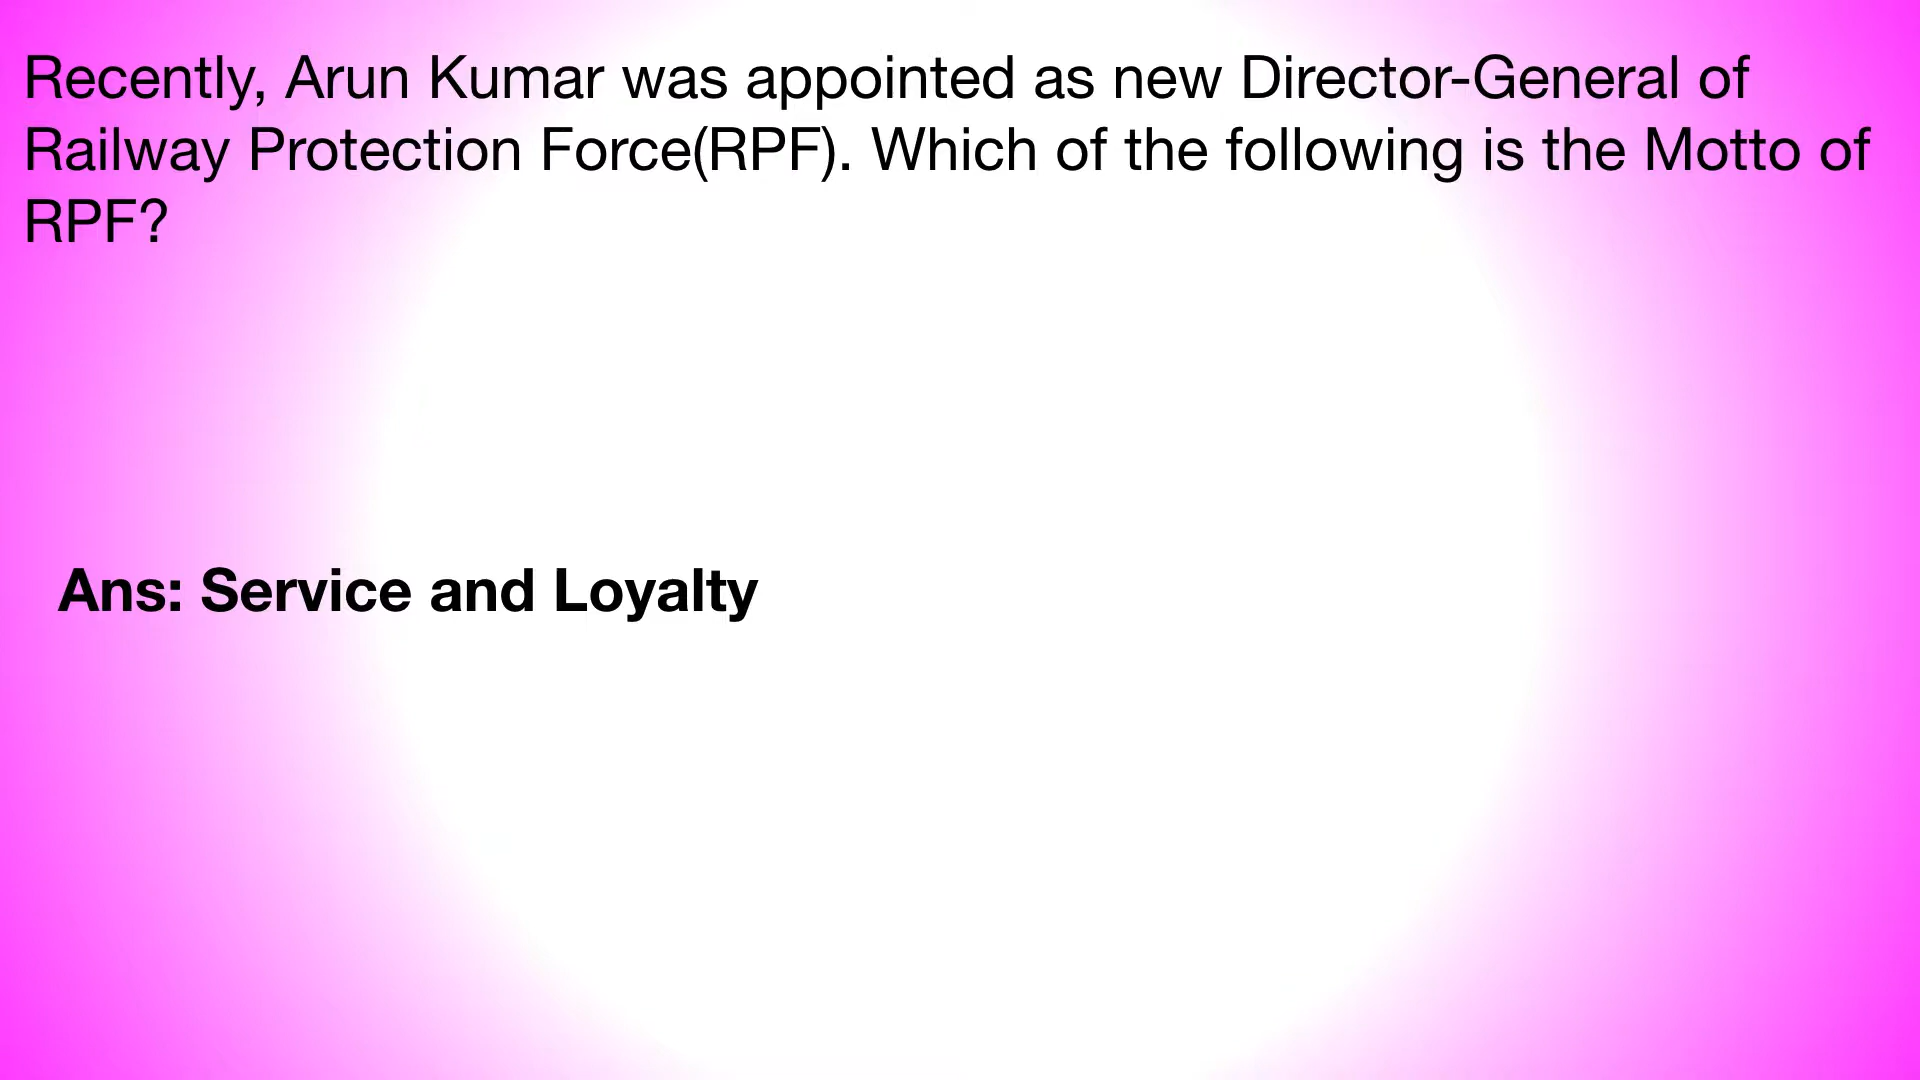 Recently, Arun Kumar was appointed as new Director-General of
Railway Protection Force(RPF). Which of the following is the Motto of
RPF?
Ans: Service and Loyalty